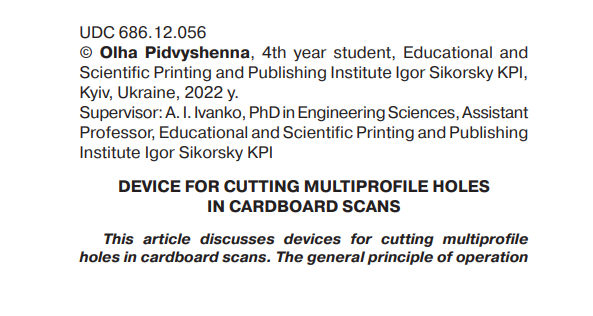 UDC 686.12.056
© Olha Pidvyshenna, 4th year student, Educational and
Scientific Printing and Publishing Institute Igor Sikorsky KPI,
Kyiv, Ukraine, 2022 y.
Supervisor: A. I. Ivanko, PhD in Engineering Sciences, Assistant
Professor, Educational and Scientific Printing and Publishing
Institute Igor Sikorsky KPI
DEVICE FOR CUTTING MULTIPROFILE HOLES
IN CARDBOARD SCANS
This article discusses devices for cutting multiprofile
holes in cardboard scans. The general principle of operation